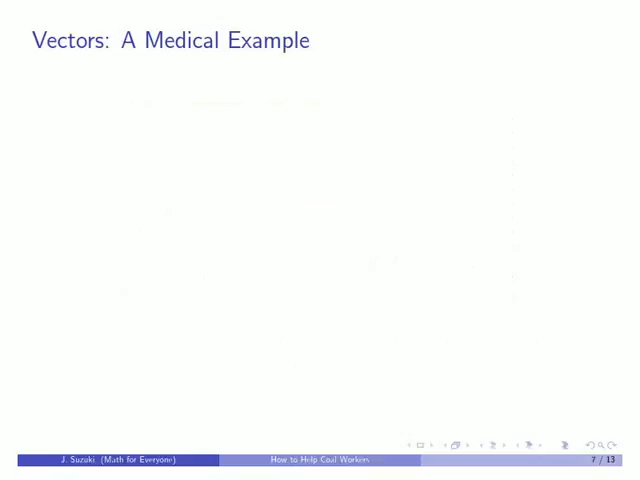 Vectors: A Medical Example
J. Suzuki (Math for Everyone) How to Help Coal Workers 7 / 13